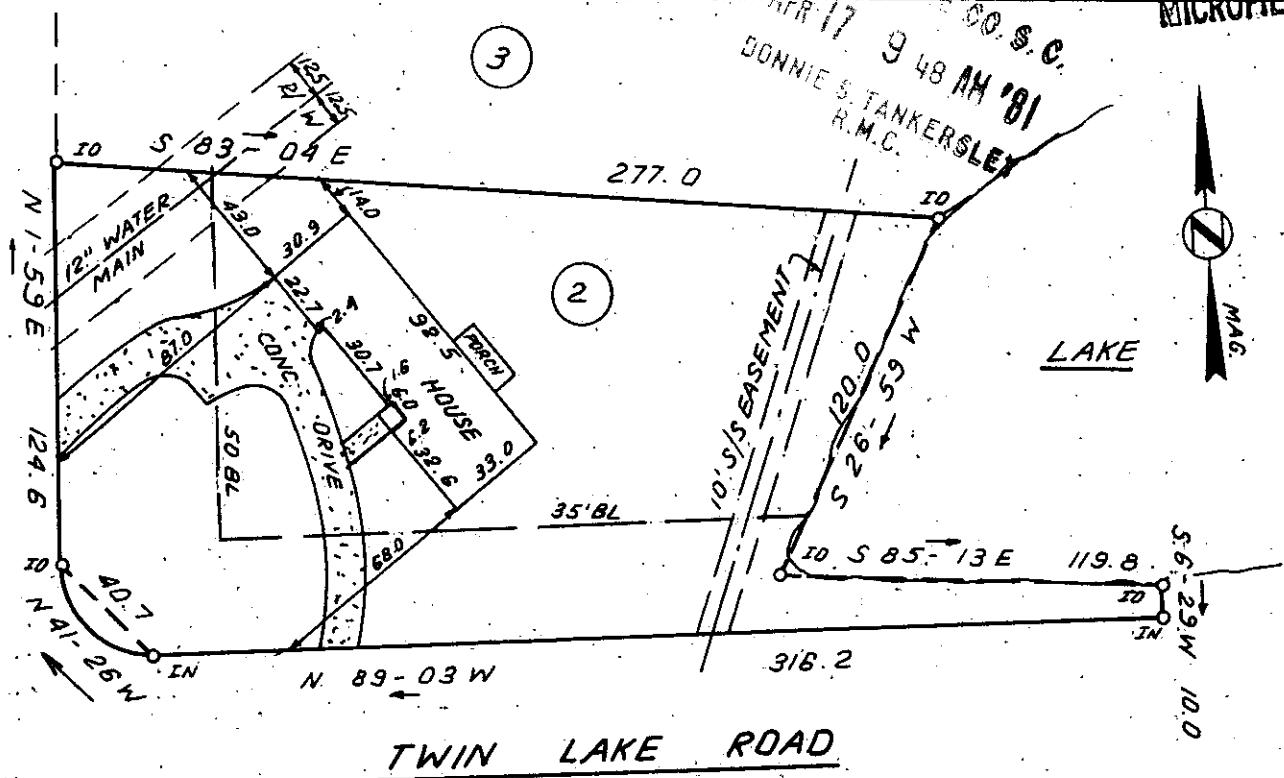 MICROFI
CO. S. C.
APR 17 9 48 AM '81
DONNIE S. TANKERSLEY
R.M.C.
3
12.5 12.5
R/W
IO S 83-04 E 277.0 IO
N 1-59 E 124.6
12" WATER
MAIN
43.0
14.0
30.9
22.7
2.4
87.0
CONC.
DRIVE
30.7
98.5
PORCH
1.6
6.0
HOUSE
32.6
33.0
2
10' S/S EASEMENT
120.0
S 26-59 W
LAKE
N
MAG.
50 BL
35' BL
68.0
IO S 85-13 E 119.8
IO
IN
S 6-29 W 10.0
IO
40.7
N 41-26 W
IN
N. 89-03 W 316.2
TWIN LAKE ROAD